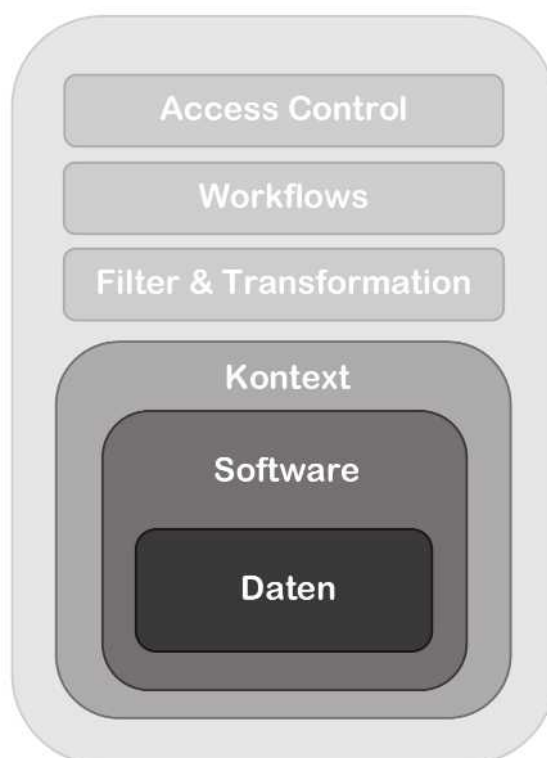 Access Control
Workflows
Filter & Transformation
Kontext
Software
Daten